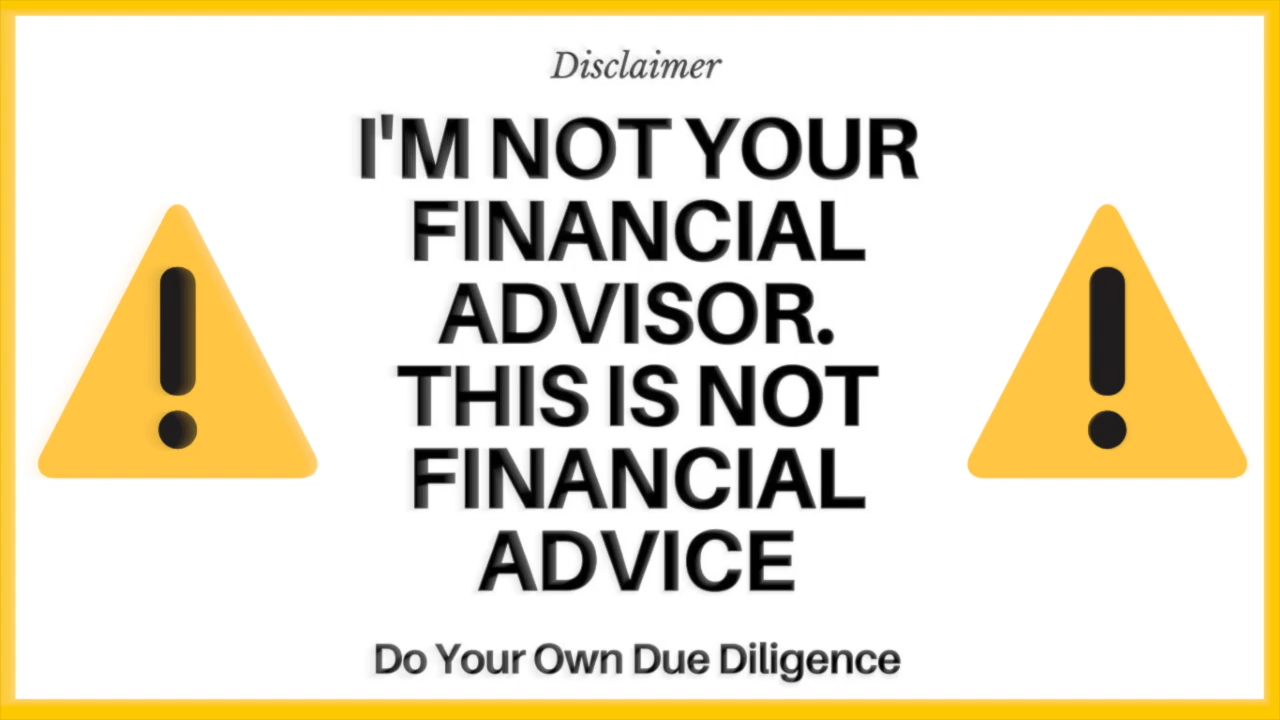 Disclaimer
I'M NOT YOUR
FINANCIAL
ADVISOR.
THIS IS NOT
FINANCIAL
ADVICE
Do Your Own Due Diligence